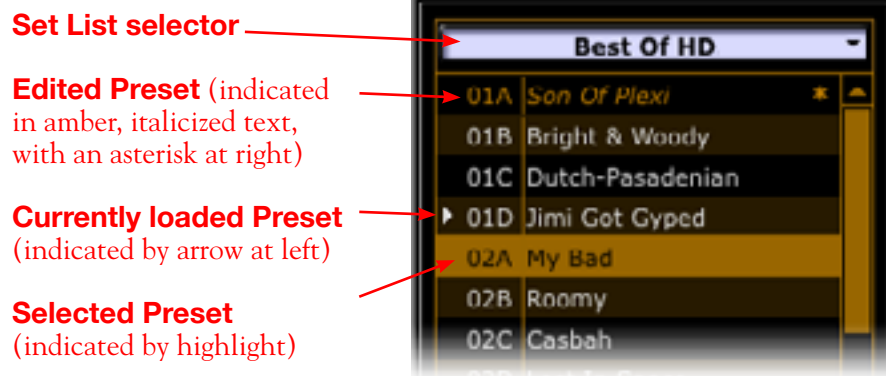 Set List selector
Edited Preset (indicated
in amber, italicized text,
with an asterisk at right)
Currently loaded Preset
(indicated by arrow at left)
Selected Preset
(indicated by highlight)
Best Of HD
01A Son Of Plexi *
01B Bright & Woody
01C Dutch-Pasadenian
01D Jimi Got Gyped
02A My Bad
02B Roomy
02C Casbah